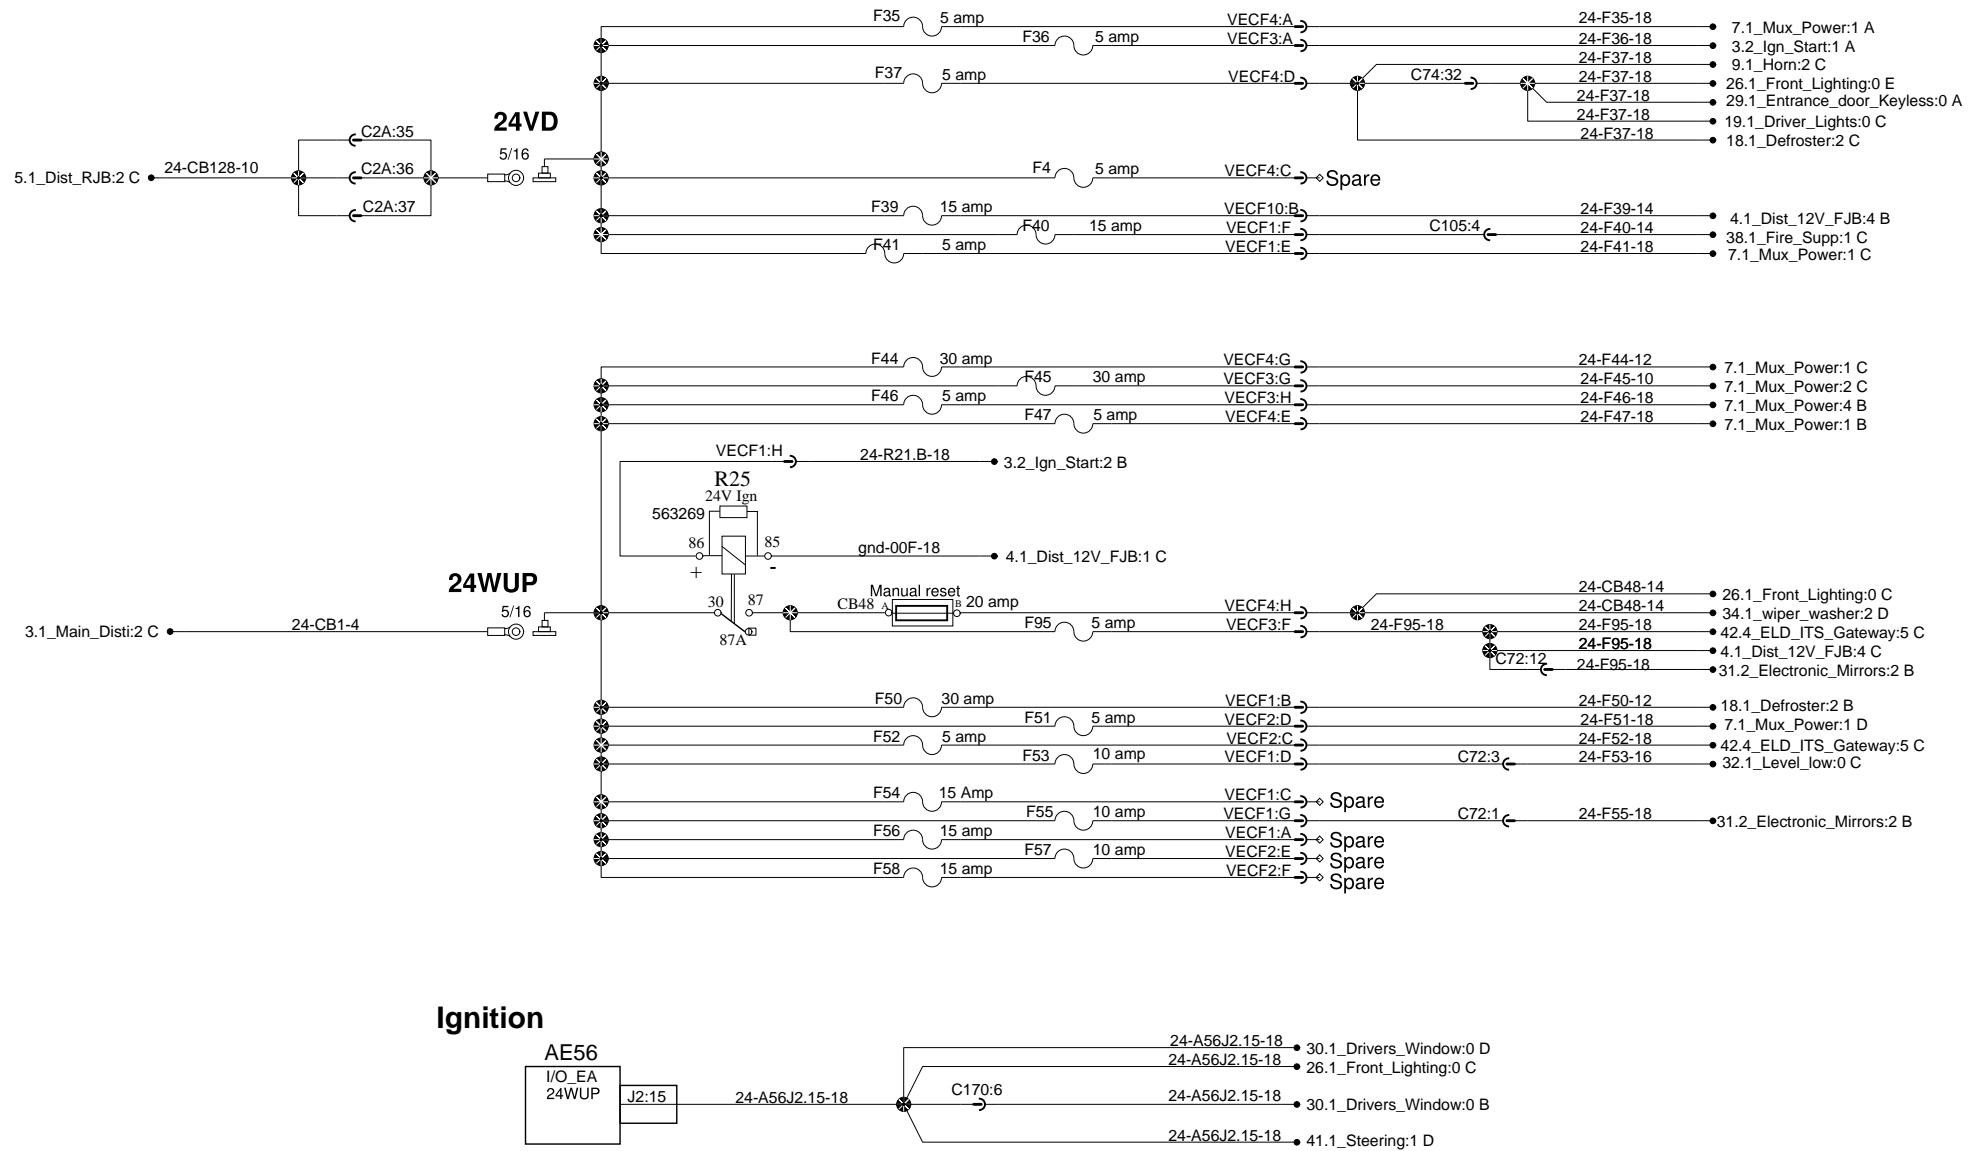 F35 5 amp VECF4:A 24-F35-18 7.1_Mux_Power:1 A
F36 5 amp VECF3:A 24-F36-18 3.2_Ign_Start:1 A
24-F37-18 9.1_Horn:2 C
F37 5 amp VECF4:D C74:32 24-F37-18 26.1_Front_Lighting:0 E
24-F37-18 29.1_Entrance_door_Keyless:0 A
24VD
24-F37-18 19.1_Driver_Lights:0 C
C2A:35
24-F37-18 18.1_Defroster:2 C
5/16
5.1_Dist_RJB:2 C 24-CB128-10 C2A:36 F4 5 amp VECF4:C Spare
C2A:37 F39 15 amp VECF10:B 24-F39-14 4.1_Dist_12V_FJB:4 B
F40 15 amp VECF1:F C105:4 24-F40-14 38.1_Fire_Supp:1 C
F41 5 amp VECF1:E 24-F41-18 7.1_Mux_Power:1 C
F44 30 amp VECF4:G 24-F44-12 7.1_Mux_Power:1 C
F45 30 amp VECF3:G 24-F45-10 7.1_Mux_Power:2 C
F46 5 amp VECF3:H 24-F46-18 7.1_Mux_Power:4 B
F47 5 amp VECF4:E 24-F47-18 7.1_Mux_Power:1 B
VECF1:H 24-R21.B-18 3.2_Ign_Start:2 B
R25
24V Ign
563269
86 85 gnd-00F-18 4.1_Dist_12V_FJB:1 C
+ -
24WUP
Manual reset
24-CB48-14 26.1_Front_Lighting:0 C
5/16 30 87 CB48 A B 20 amp VECF4:H 24-CB48-14 34.1_wiper_washer:2 D
3.1_Main_Disti:2 C 24-CB1-4 87A F95 5 amp VECF3:F 24-F95-18 24-F95-18 42.4_ELD_ITS_Gateway:5 C
24-F95-18 4.1_Dist_12V_FJB:4 C
C72:12 24-F95-18 31.2_Electronic_Mirrors:2 B
F50 30 amp VECF1:B 24-F50-12 18.1_Defroster:2 B
F51 5 amp VECF2:D 24-F51-18 7.1_Mux_Power:1 D
F52 5 amp VECF2:C 24-F52-18 42.4_ELD_ITS_Gateway:5 C
F53 10 amp VECF1:D C72:3 24-F53-16 32.1_Level_low:0 C
F54 15 Amp VECF1:C Spare
F55 10 amp VECF1:G C72:1 24-F55-18 31.2_Electronic_Mirrors:2 B
F56 15 amp VECF1:A Spare
F57 10 amp VECF2:E Spare
F58 15 amp VECF2:F Spare
Ignition
AE56
I/O_EA
24WUP
J2:15
24-A56J2.15-18
24-A56J2.15-18 30.1_Drivers_Window:0 D
24-A56J2.15-18 26.1_Front_Lighting:0 C
C170:6 24-A56J2.15-18 30.1_Drivers_Window:0 B
24-A56J2.15-18 41.1_Steering:1 D